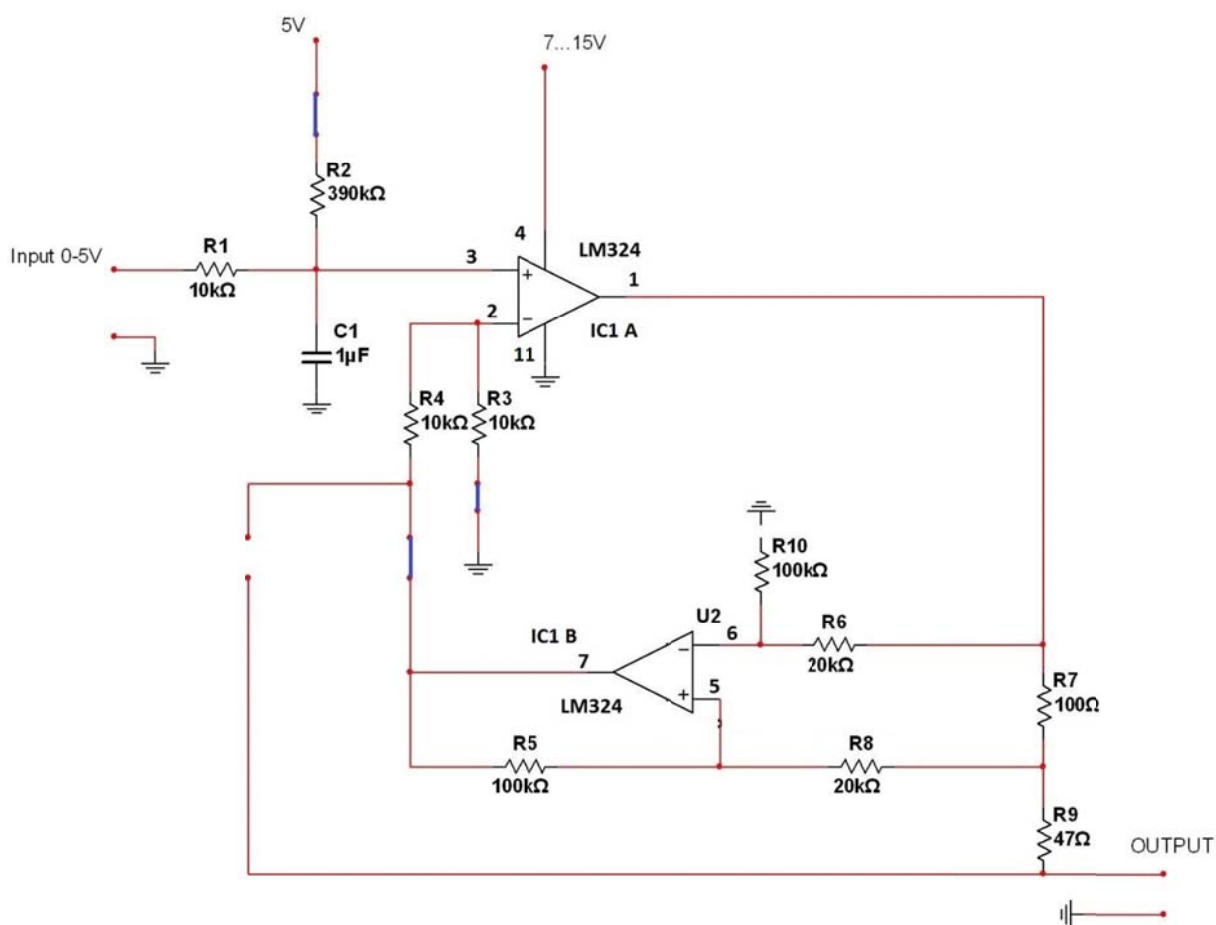 5V
7...15V
R2
390kΩ
Input 0-5V
R1
10kΩ
4
LM324
3
1
2
IC1 A
11
C1
1µF
R4
10kΩ
R3
10kΩ
R10
100kΩ
U2
IC1 B
7
6
R6
20kΩ
LM324
5
R7
100Ω
R5
100kΩ
R8
20kΩ
R9
47Ω
OUTPUT
+
−
−
+